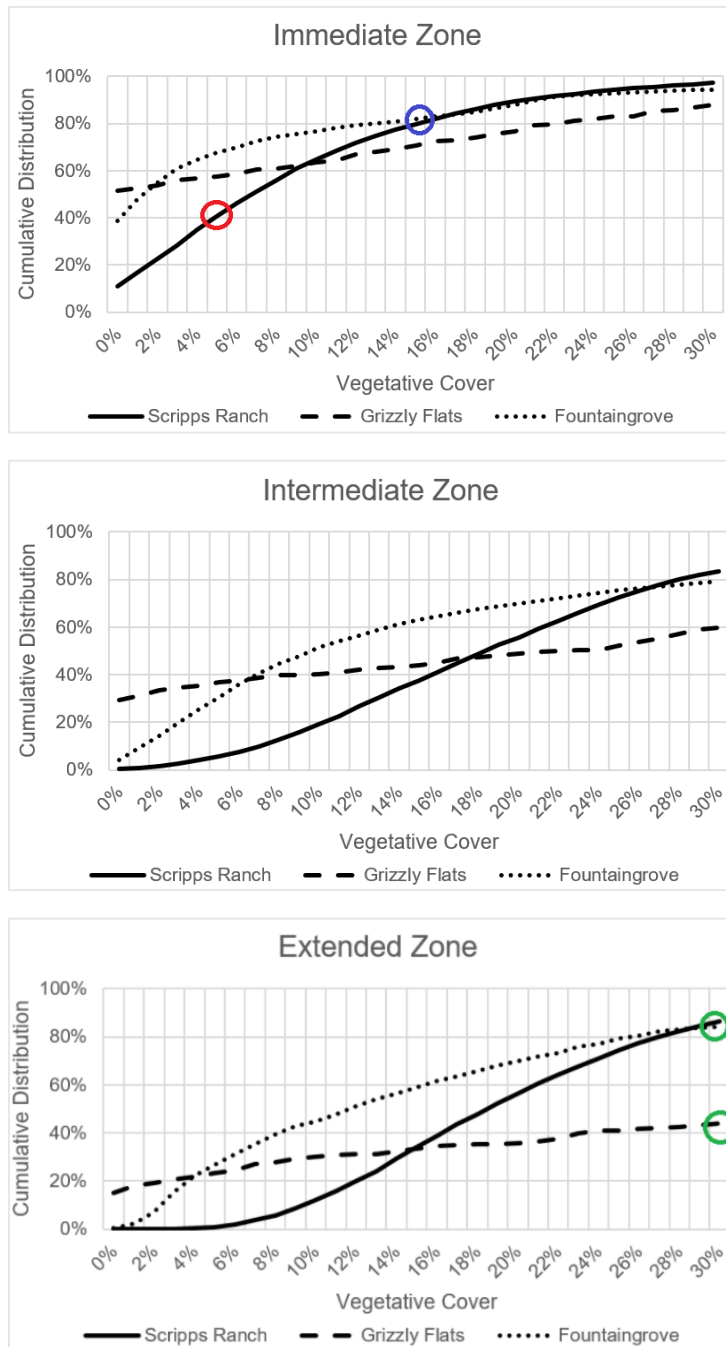 Immediate Zone
Cumulative Distribution
100%
80%
60%
40%
20%
0%
0% 2% 4% 6% 8% 10% 12% 14% 16% 18% 20% 22% 24% 26% 28% 30%
Vegetative Cover
Scripps Ranch Grizzly Flats Fountaingrove
Intermediate Zone
Cumulative Distribution
100%
80%
60%
40%
20%
0%
0% 2% 4% 6% 8% 10% 12% 14% 16% 18% 20% 22% 24% 26% 28% 30%
Vegetative Cover
Scripps Ranch Grizzly Flats Fountaingrove
Extended Zone
Cumulative Distribution
100%
80%
60%
40%
20%
0%
0% 2% 4% 6% 8% 10% 12% 14% 16% 18% 20% 22% 24% 26% 28% 30%
Vegetative Cover
Scripps Ranch Grizzly Flats Fountaingrove